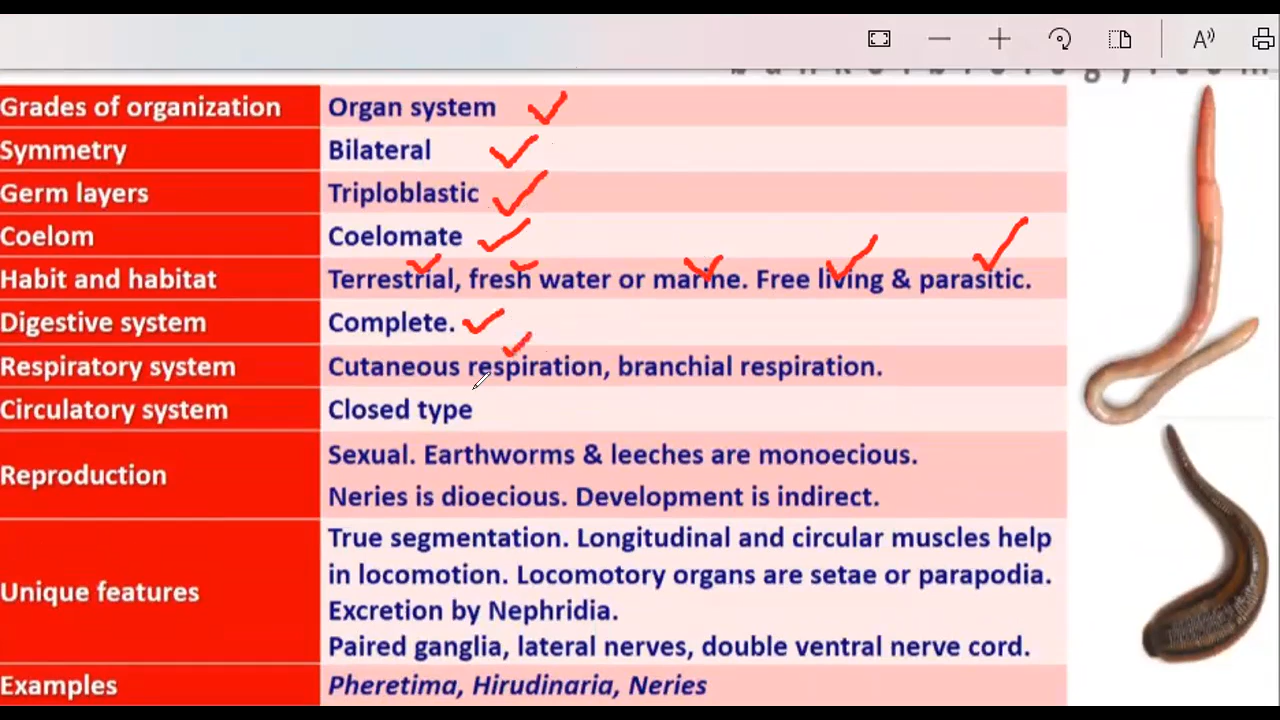 Grades of organization Organ system
Symmetry Bilateral
Germ layers Triploblastic
Coelom Coelomate
Habit and habitat Terrestrial, fresh water or marine. Free living & parasitic.
Digestive system Complete.
Respiratory system Cutaneous respiration, branchial respiration.
Circulatory system Closed type
Reproduction Sexual. Earthworms & leeches are monoecious.
Neries is dioecious. Development is indirect.
Unique features True segmentation. Longitudinal and circular muscles help
in locomotion. Locomotory organs are setae or parapodia.
Excretion by Nephridia.
Paired ganglia, lateral nerves, double ventral nerve cord.
Examples Pheretima, Hirudinaria, Neries